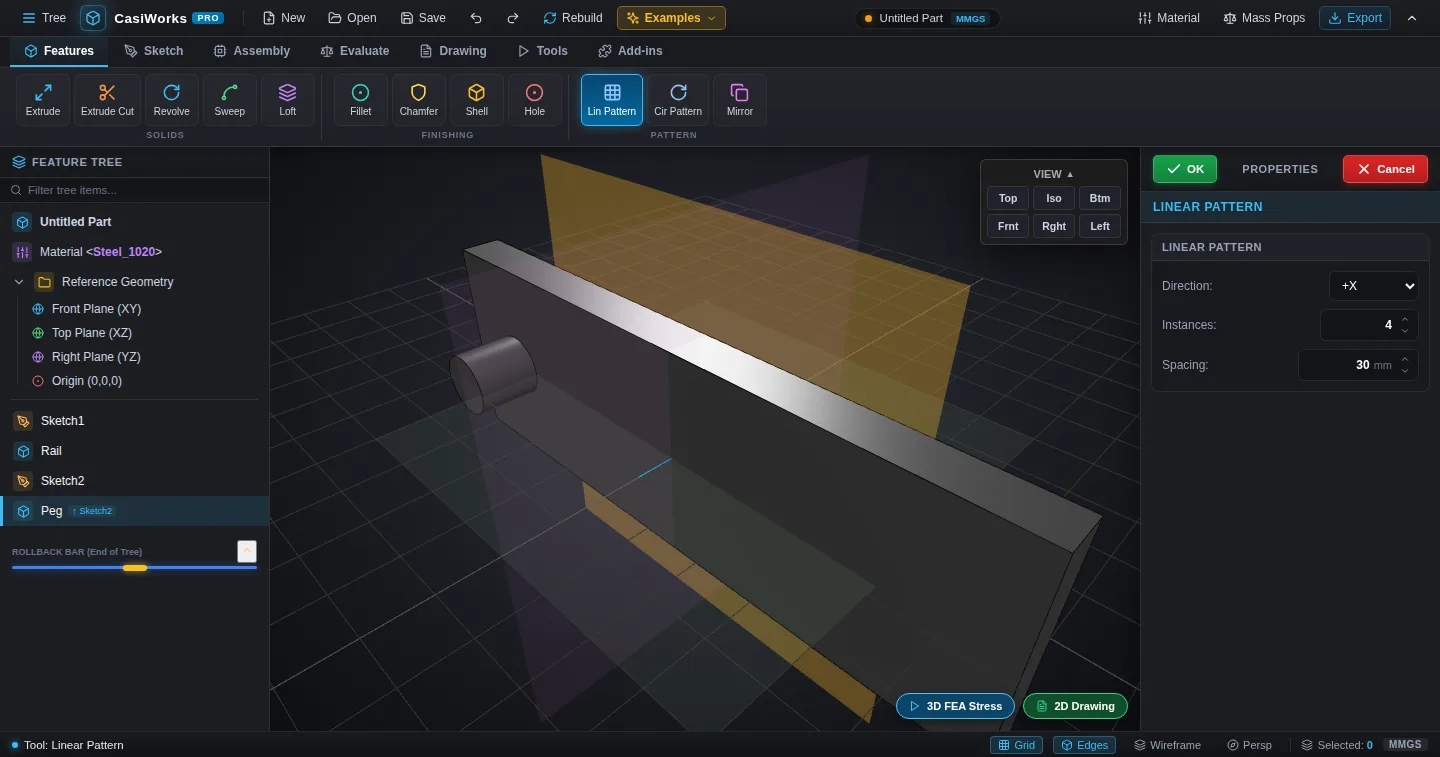 Tree CasiWorks PRO New Open Save Rebuild Examples Untitled Part MMGS Material Mass Props Export
Features Sketch Assembly Evaluate Drawing Tools Add-ins
Extrude Extrude Cut Revolve Sweep Loft Fillet Chamfer Shell Hole Lin Pattern Cir Pattern Mirror
SOLIDS FINISHING PATTERN
FEATURE TREE
Filter tree items...
Untitled Part
Material <Steel_1020>
Reference Geometry
Front Plane (XY)
Top Plane (XZ)
Right Plane (YZ)
Origin (0,0,0)
Sketch1
Rail
Sketch2
Peg ↑ Sketch2
ROLLBACK BAR (End of Tree)
VIEW ▲
Top Iso Btm
Frnt Rght Left
3D FEA Stress 2D Drawing
OK PROPERTIES Cancel
LINEAR PATTERN
LINEAR PATTERN
Direction: +X
Instances: 4
Spacing: 30 mm
Tool: Linear Pattern Grid Edges Wireframe Persp Selected: 0 MMGS